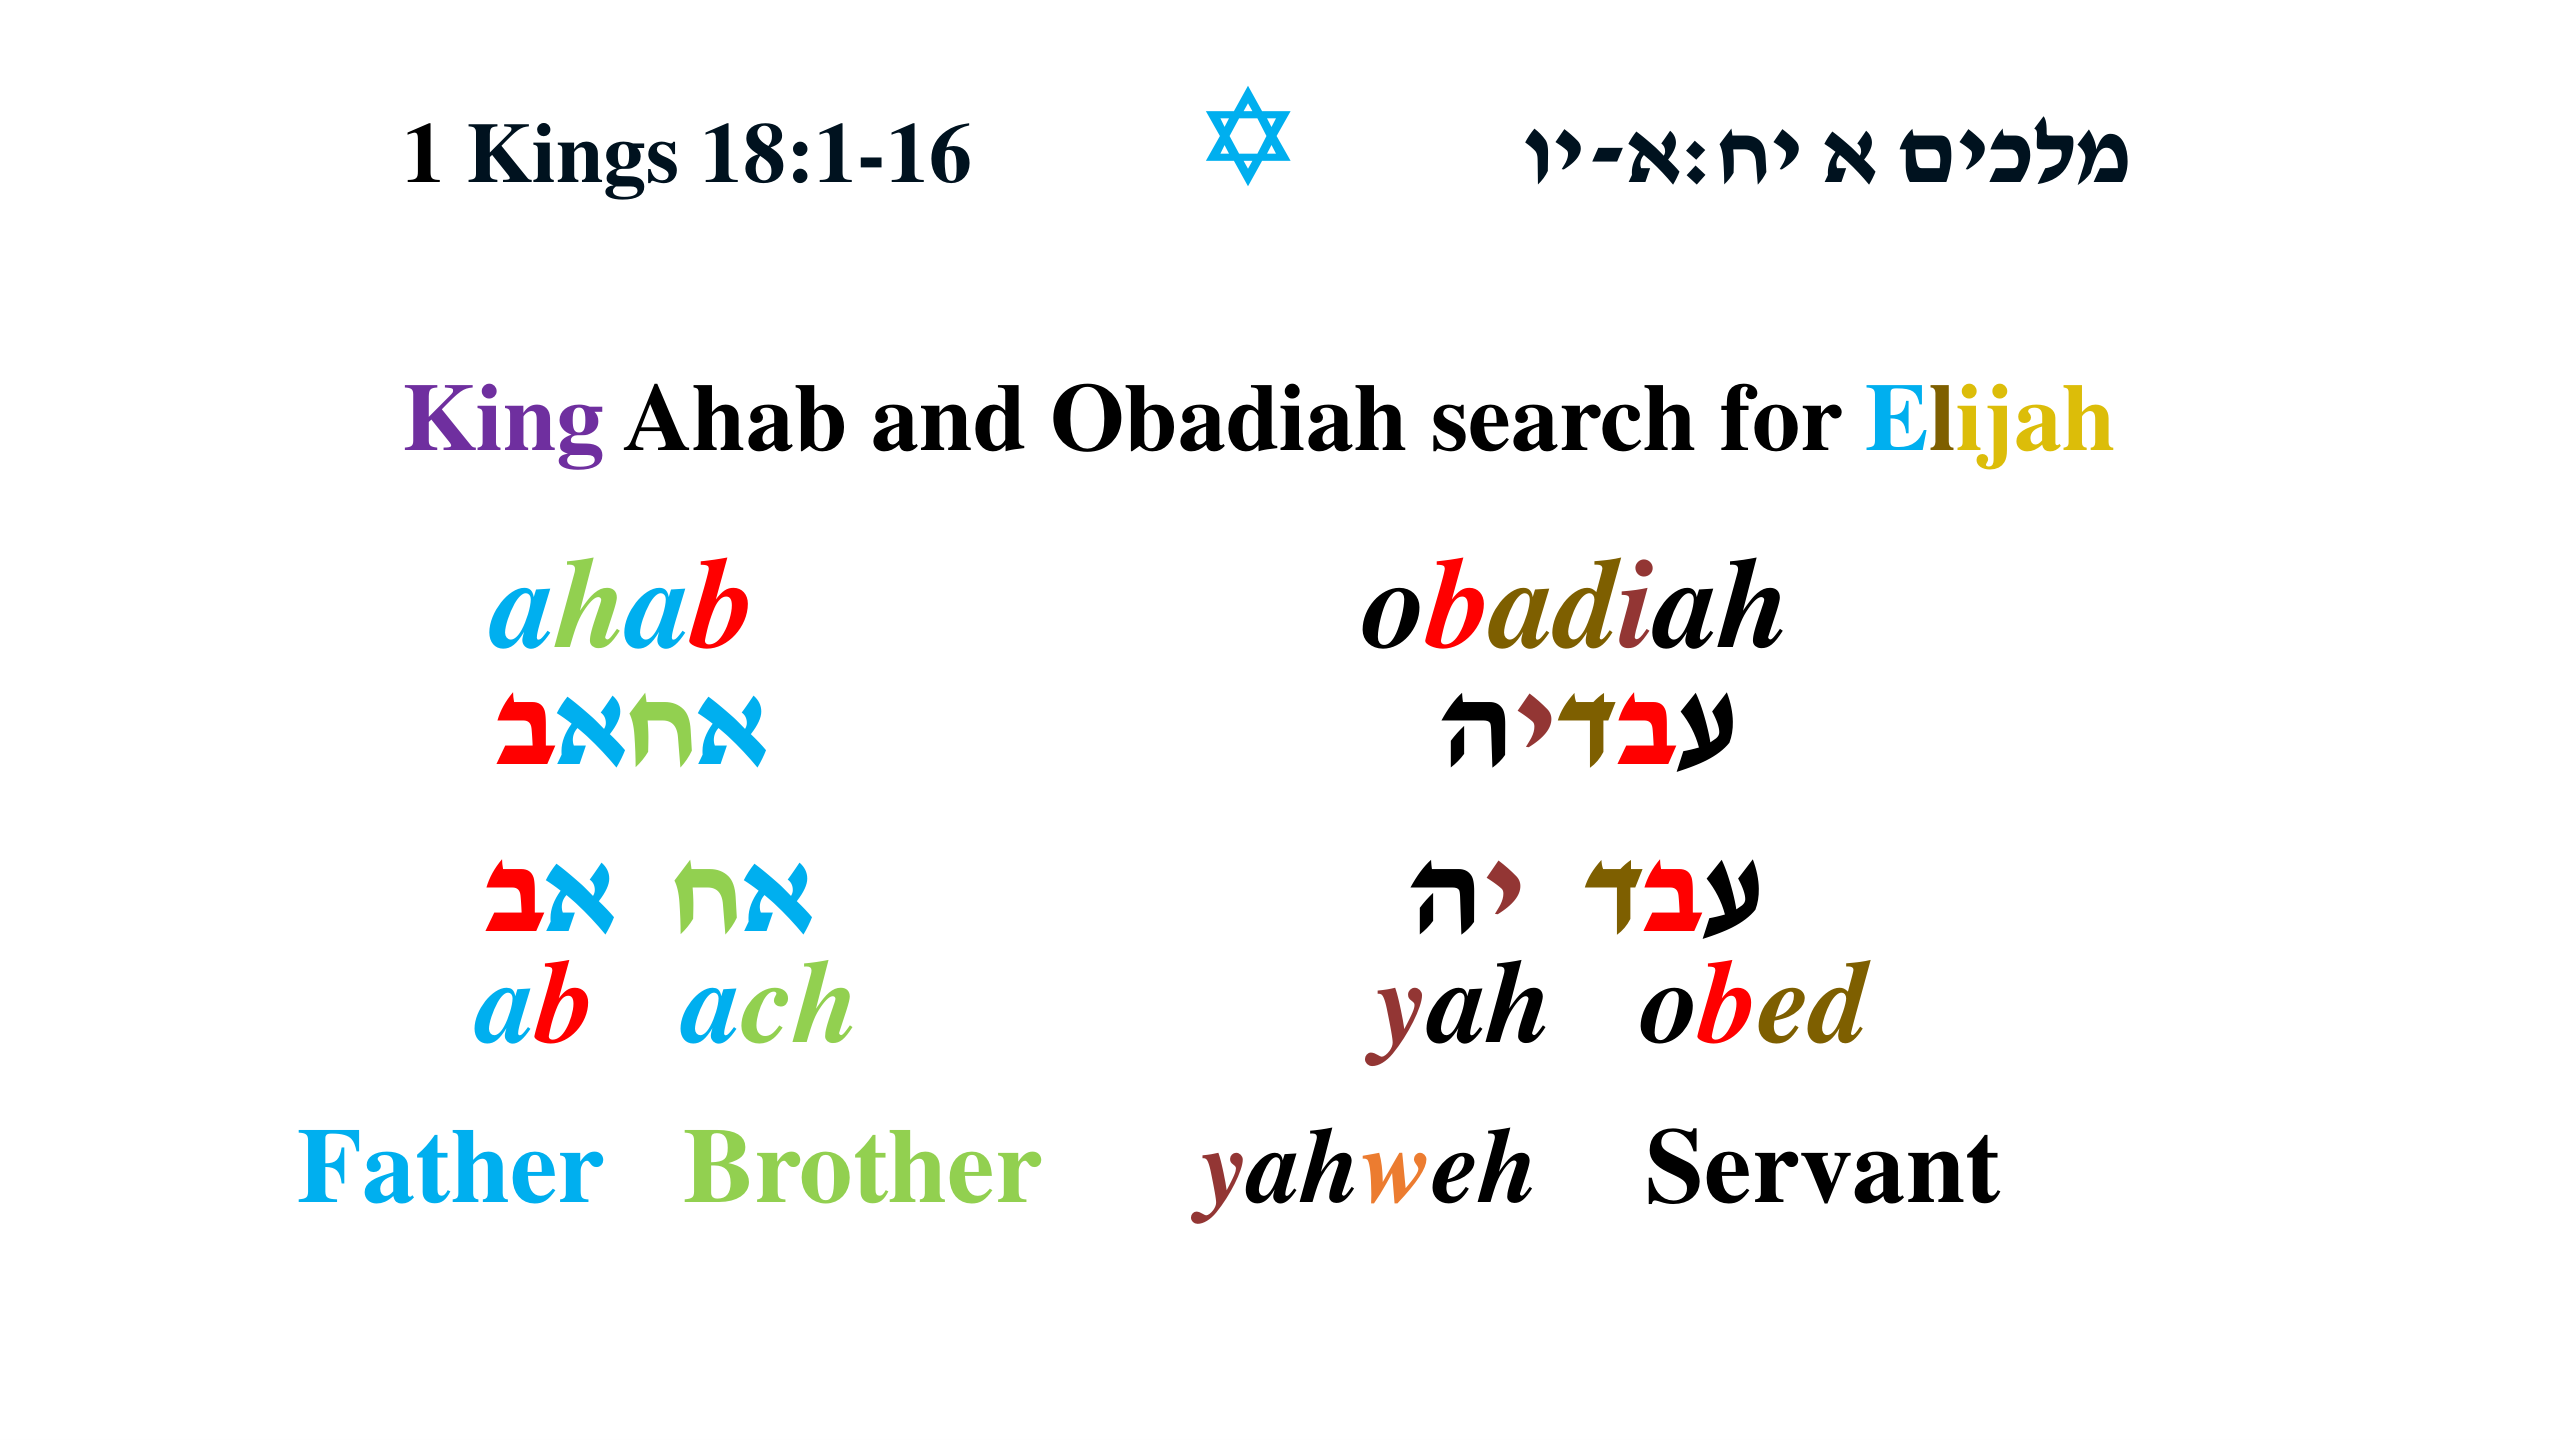 1 Kings 18:1-16 ✡ מלכים א יח:א-יו
King Ahab and Obadiah search for Elijah
ahab obadiah
אחאב עבדיה
אח אב עבד יה
ab ach yah obed
Father Brother yahweh Servant